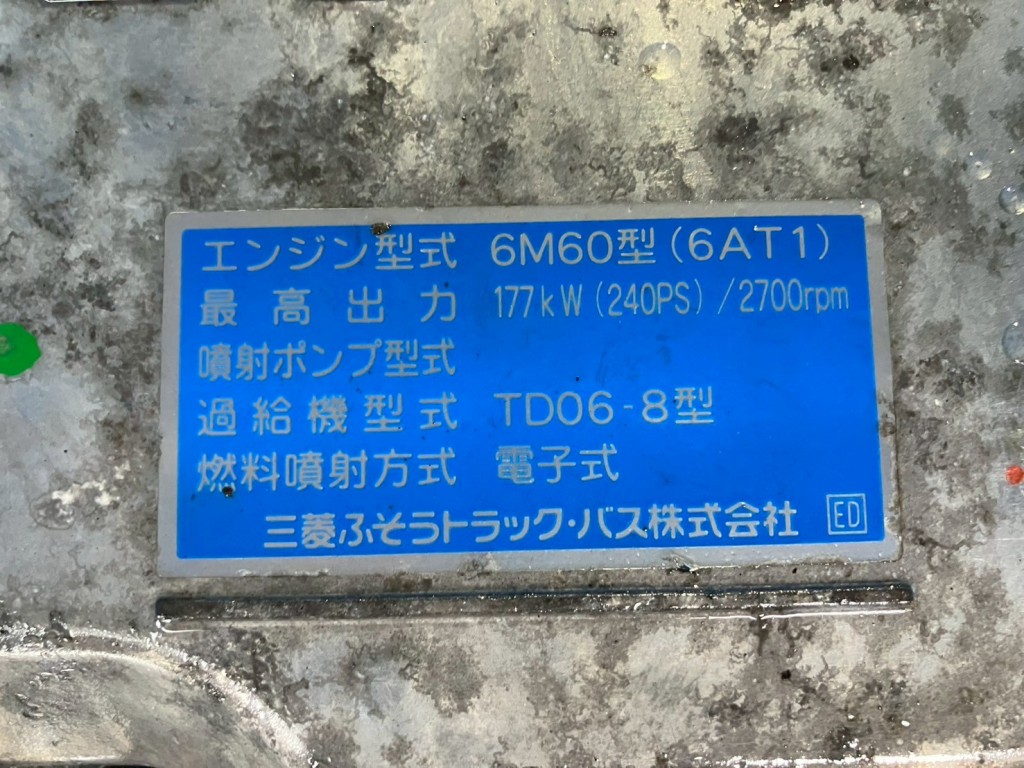 エンジン型式 6M60型(6AT1)
最高出力 177kW(240PS)/2700rpm
噴射ポンプ型式
過給機型式 TD06-8型
燃料噴射方式 電子式
三菱ふそうトラック・バス株式会社 ED